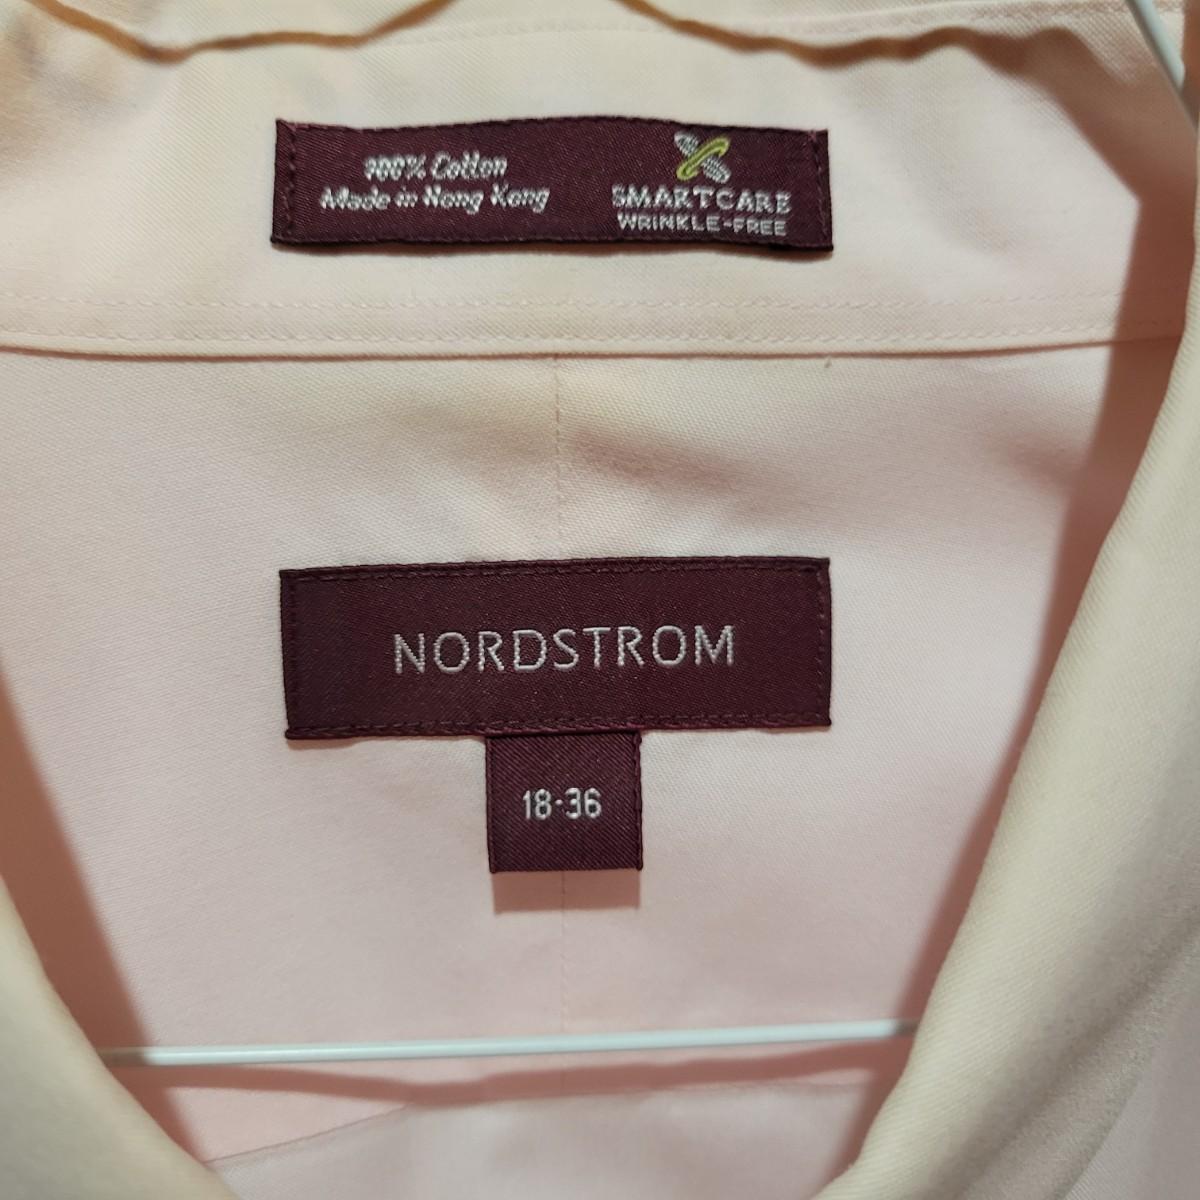 100% Cotton
Made in Hong Kong
SMARTCARE
WRINKLE-FREE
NORDSTROM
18·36